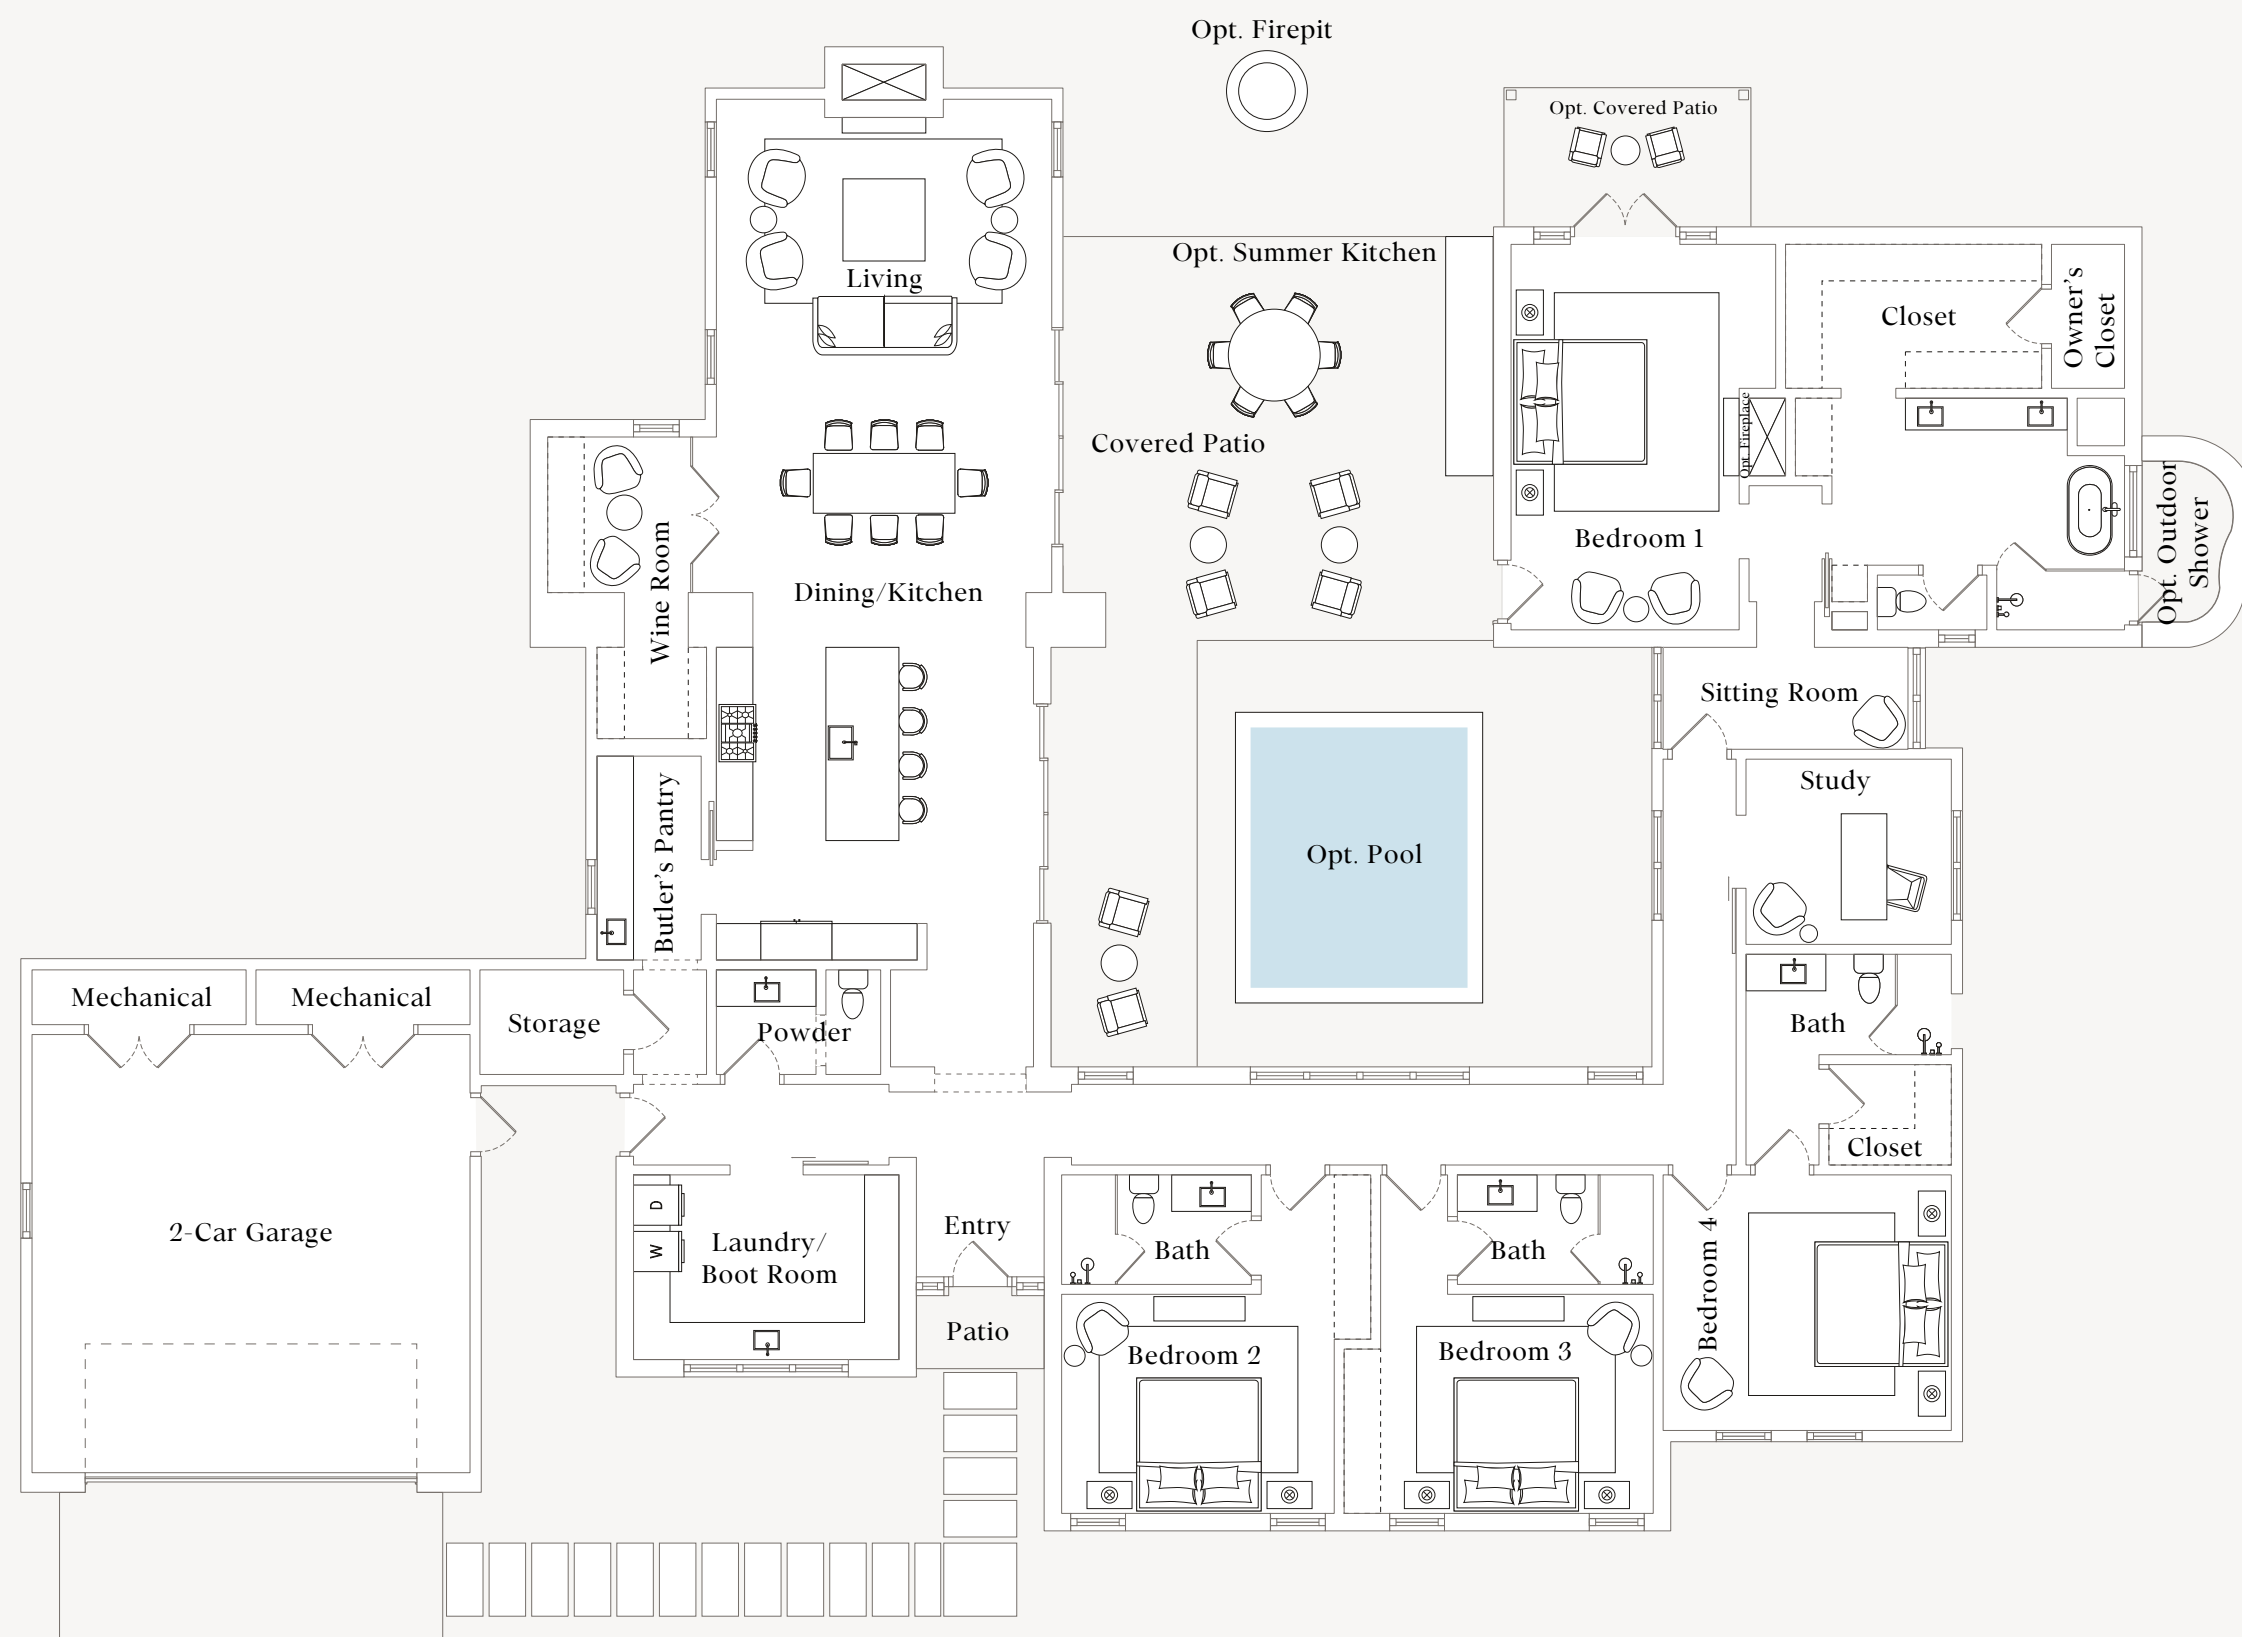 Opt. Firepit
Opt. Covered Patio
Opt. Summer Kitchen
Living
Closet
Owner's
Closet
Opt. Fireplace
Covered Patio
Opt. Outdoor
Shower
Bedroom 1
Wine Room
Dining/Kitchen
Sitting Room
Study
Butler's Pantry
Opt. Pool
Mechanical
Mechanical
Storage
Powder
Bath
Closet
2-Car Garage
D
W
Laundry/
Boot Room
Entry
Bath
Bath
Bedroom 4
Patio
Bedroom 2
Bedroom 3